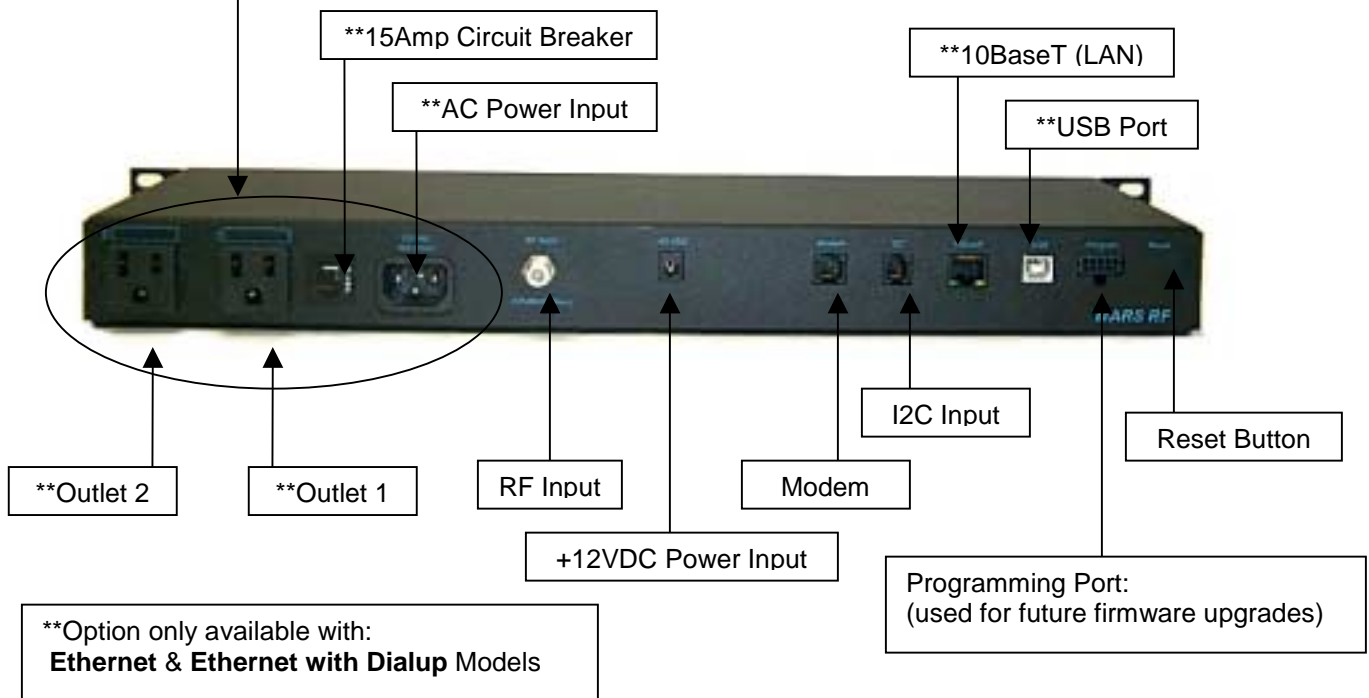 **15Amp Circuit Breaker
**10BaseT (LAN)
**AC Power Input
**USB Port
I2C Input
Reset Button
**Outlet 2
**Outlet 1
RF Input
Modem
+12VDC Power Input
Programming Port:
(used for future firmware upgrades)
**Option only available with:
Ethernet & Ethernet with Dialup Models